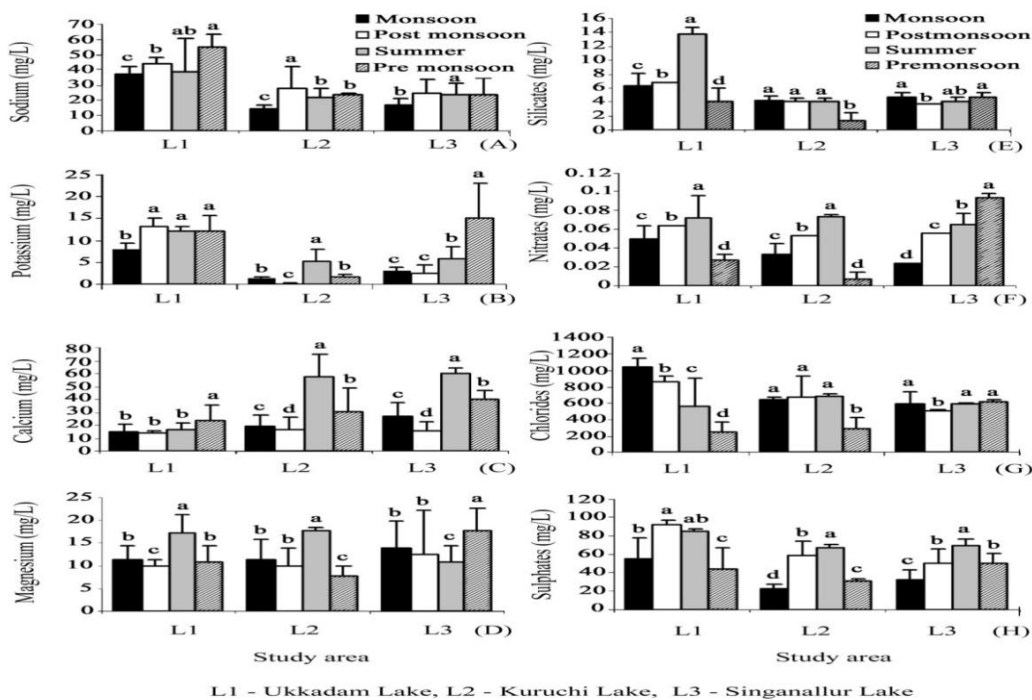 Sodium (mg/L)
70
60
50
40
30
20
10
0
Monsoon
Post monsoon
Summer
Pre monsoon
c b ab a
c a b b
c a
L1 L2 L3 (A)
Potasium (mg/L)
25
20
15
10
5
0
b a a a
b c a b
c c b a
L1 L2 L3 (B)
Calcium (mg/L)
80
70
60
50
40
30
20
10
0
b b b a
c d a b
c d a b
L1 L2 L3 (C)
Magnesium (mg/L)
25
20
15
10
5
0
b c a b
b b a c
b b c a
L1 L2 L3 (D)
Study area
Silicates (mg/L)
16
14
12
10
8
6
4
2
0
Monsoon
Postmonsoon
Summer
Premonsoon
b b a d
a a a b
a b a a
L1 L2 L3 (E)
Nitrates (mg/L)
0.12
0.1
0.08
0.06
0.04
0.02
0
c b a d
c b a d
d c b a
L1 L2 L3 (F)
Chlorides (mg/L)
1400
1200
1000
800
600
400
200
0
a b c d
a a a b
a b a a
L1 L2 L3 (G)
Sulphates (mg/L)
120
100
80
60
40
20
0
b a ab c
d b a c
c b a b
L1 L2 L3 (H)
Study area
L1 - Ukkadam Lake, L2 - Kuruchi Lake, L3 - Singanallur Lake